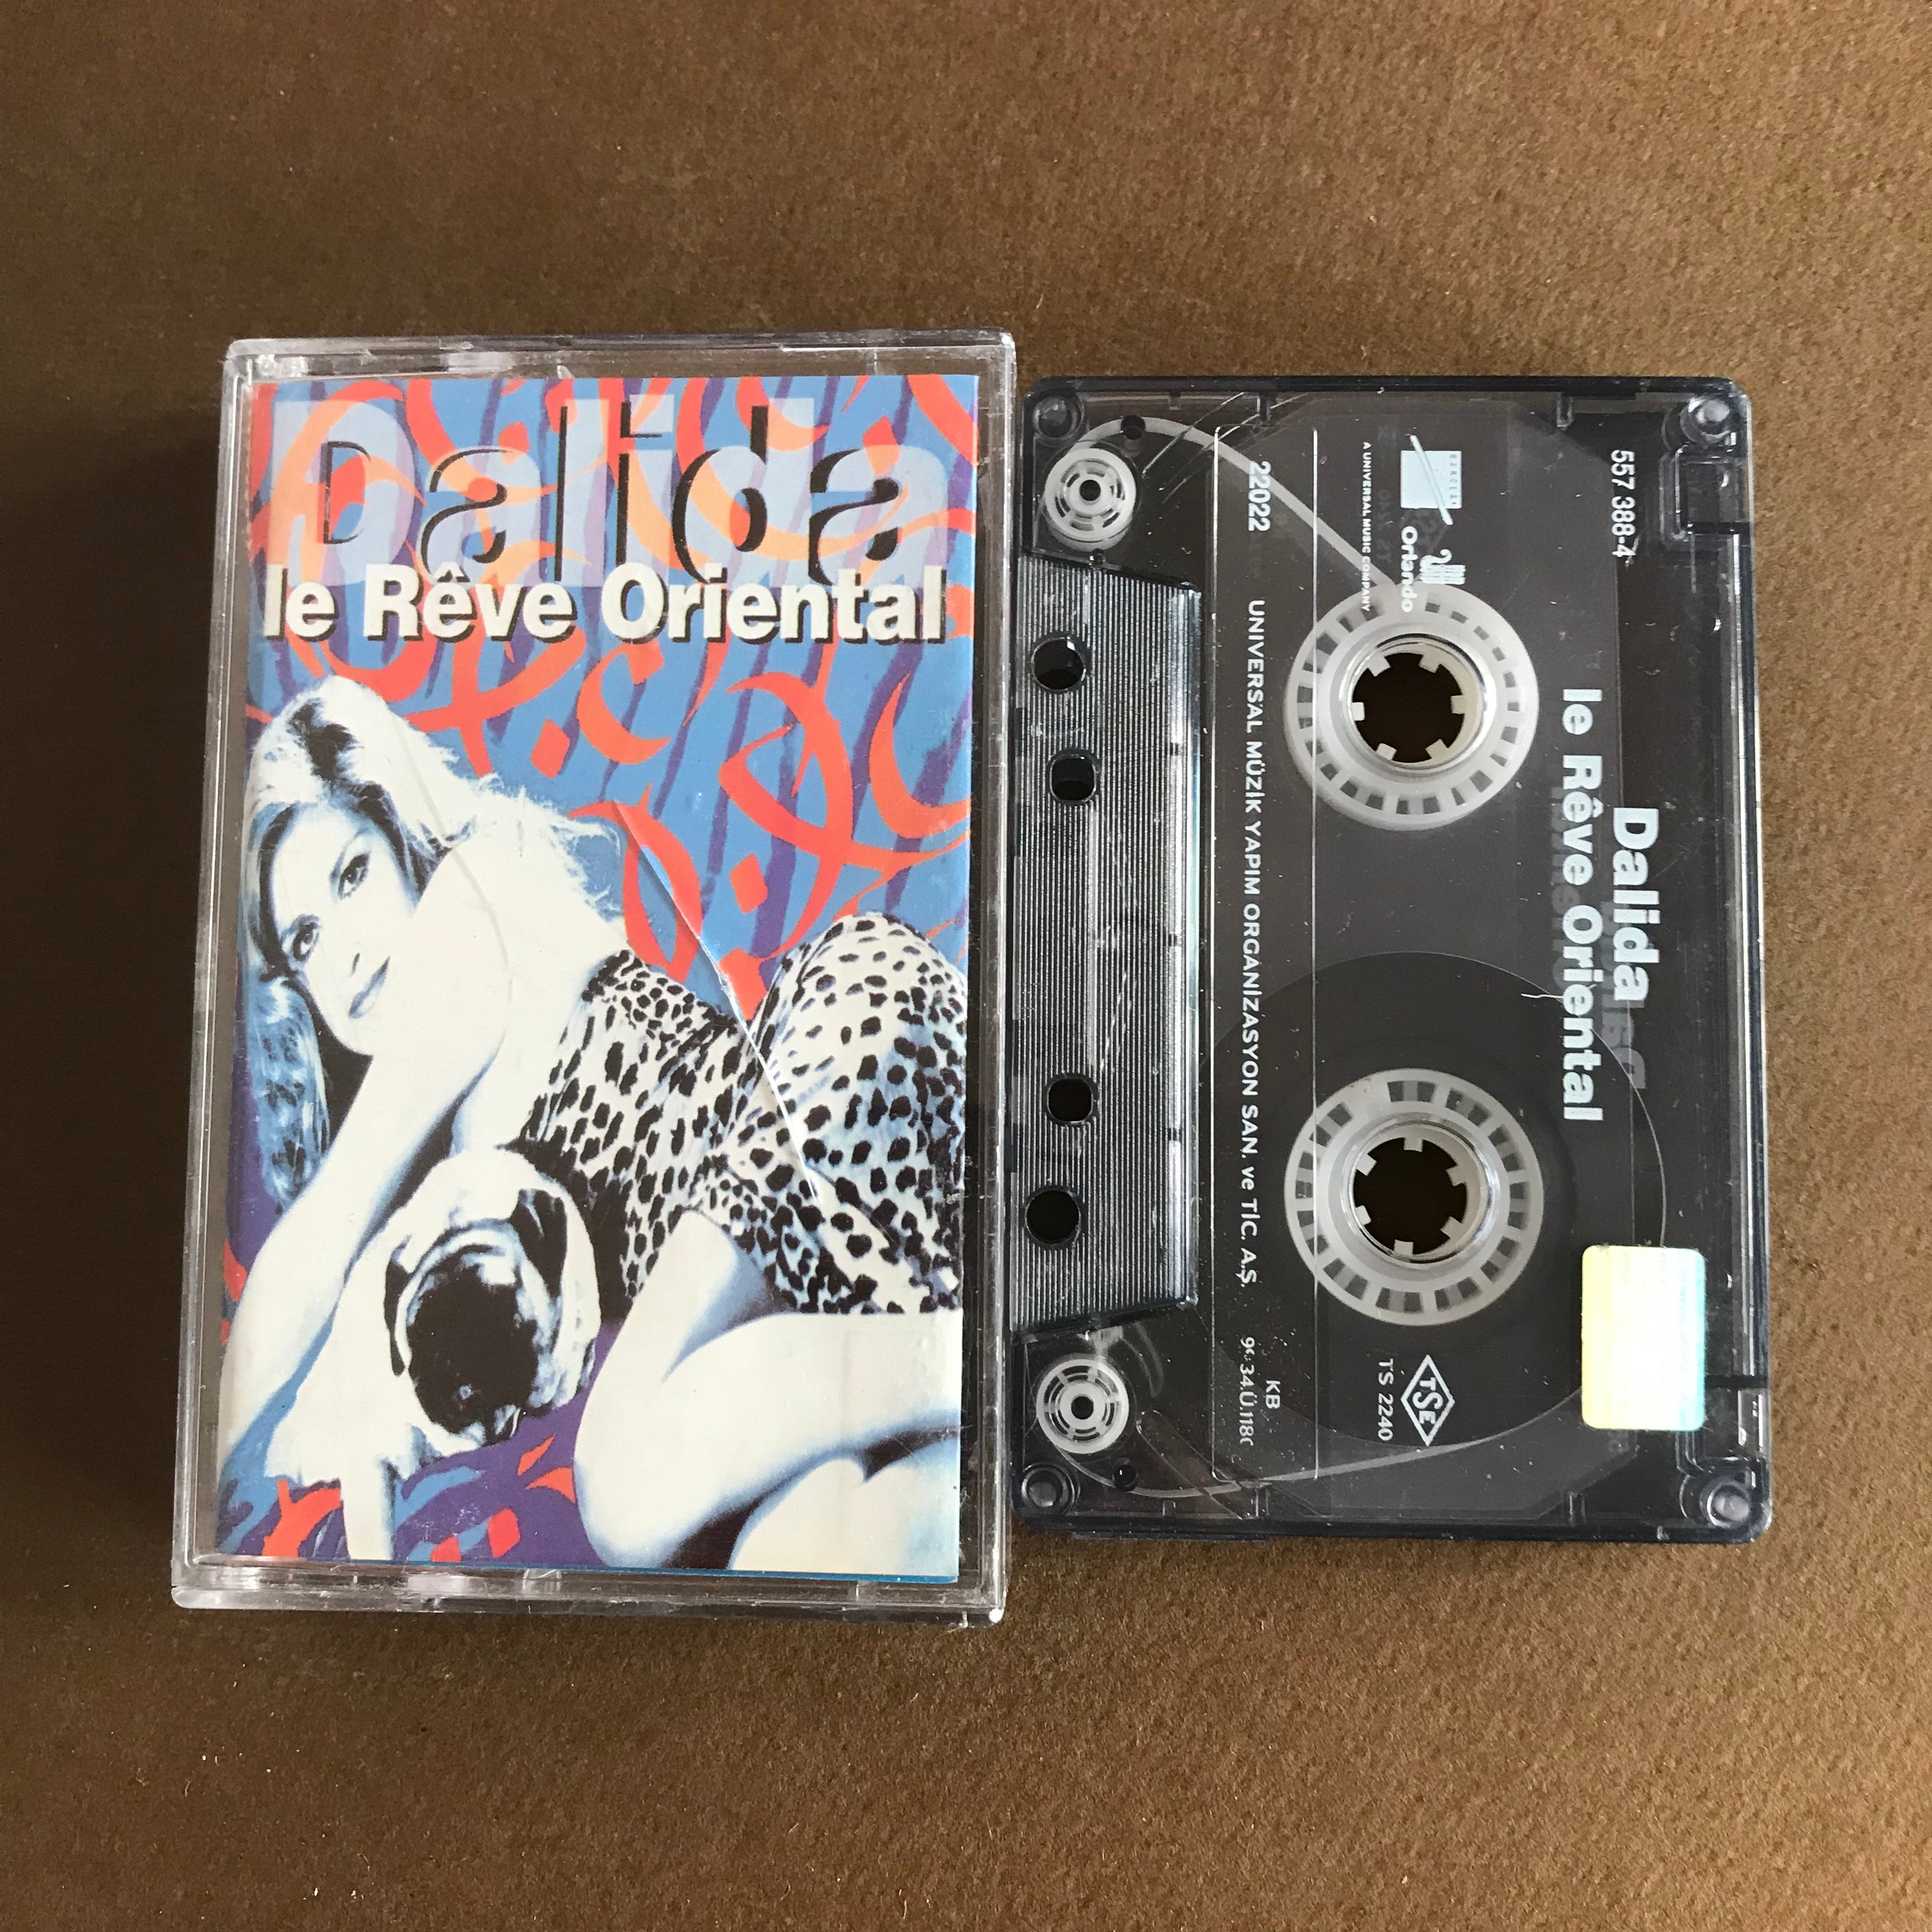 Dalida
le Rêve Oriental
557 388-4
Dalida
le Rêve Oriental
BARCLAY
Orlando
A UNIVERSAL MUSIC COMPANY
TSE
TS 2240
22022
UNIVERSAL MÜZİK YAPIM ORGANİZASYON SAN. ve TİC. A.Ş.
KB